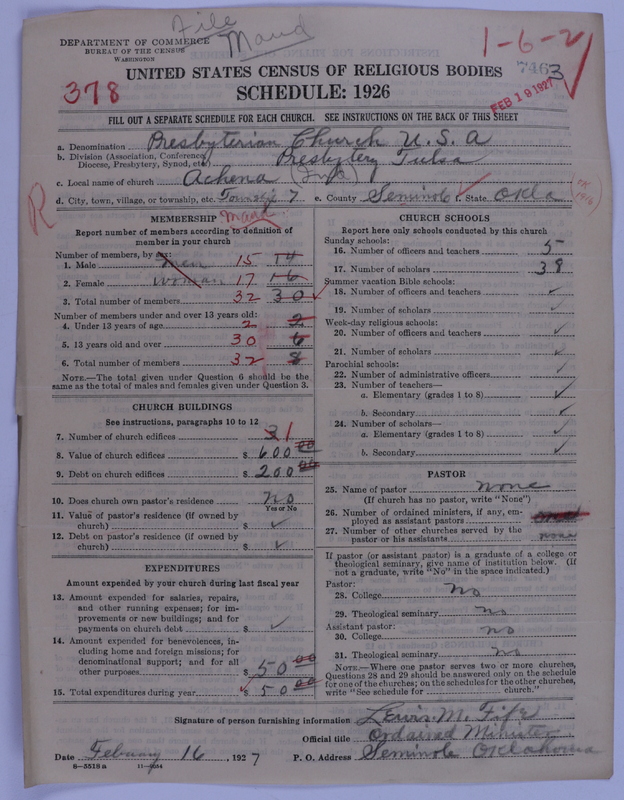 File
Maud
DEPARTMENT OF COMMERCE
BUREAU OF THE CENSUS
WASHINGTON
1-6-2
7463
378
FEB 19 1927
UNITED STATES CENSUS OF RELIGIOUS BODIES
SCHEDULE: 1926
FILL OUT A SEPARATE SCHEDULE FOR EACH CHURCH. SEE INSTRUCTIONS ON THE BACK OF THIS SHEET
a. Denomination Presbyterian Church U. S. A
b. Division (Association, Conference, Diocese, Presbytery, Synod, etc.) Presbytery Tulsa
c. Local name of church Achena (Ind)
d. City, town, village, or township, etc. Township 7 e. County Seminole f. State Okla
Maud
R
MEMBERSHIP
Report number of members according to definition of member in your church
Number of members, by sex:
1. Male men 15 14
2. Female woman 17 16
3. Total number of members 32 30
Number of members under and over 13 years old:
4. Under 13 years of age 2 2
5. 13 years old and over 30 6
6. Total number of members 32 8
NOTE.—The total given under Question 6 should be the same as the total of males and females given under Question 3.
CHURCH BUILDINGS
See instructions, paragraphs 10 to 12
7. Number of church edifices 3 1
8. Value of church edifices $ 600 00
9. Debt on church edifices $ 200 00
10. Does church own pastor's residence No
Yes or No
11. Value of pastor's residence (if owned by church) $ ✓
12. Debt on pastor's residence (if owned by church) $ ✓
EXPENDITURES
Amount expended by your church during last fiscal year
13. Amount expended for salaries, repairs, and other running expenses; for improvements or new buildings; and for payments on church debt $ ✓
14. Amount expended for benevolences, including home and foreign missions; for denominational support; and for all other purposes $ 50 00
15. Total expenditures during year $ 50 00
CHURCH SCHOOLS
Report here only schools conducted by this church
Sunday schools:
16. Number of officers and teachers 5
17. Number of scholars 39
Summer vacation Bible schools:
18. Number of officers and teachers ✓
19. Number of scholars ✓
Week-day religious schools:
20. Number of officers and teachers ✓
21. Number of scholars ✓
Parochial schools:
22. Number of administrative officers ✓
23. Number of teachers—
a. Elementary (grades 1 to 8) ✓
b. Secondary ✓
24. Number of scholars—
a. Elementary (grades 1 to 8) ✓
b. Secondary ✓
PASTOR
25. Name of pastor none
(If church has no pastor, write "None")
26. Number of ordained ministers, if any, employed as assistant pastors
27. Number of other churches served by the pastor or his assistants none
If pastor (or assistant pastor) is a graduate of a college or theological seminary, give name of institution below. (If not a graduate, write "No" in the space indicated.)
Pastor:
28. College No
29. Theological seminary No
Assistant pastor:
30. College no
31. Theological seminary no
NOTE.—Where one pastor serves two or more churches, Questions 28 and 29 should be answered only on the schedule for one of the churches; on the schedules for the other churches, write "See schedule for church."
Signature of person furnishing information Lewis M. Fife
Official title Ordained Minister
Date February 16, 1927 P. O. Address Seminole Oklahoma
6-5518a